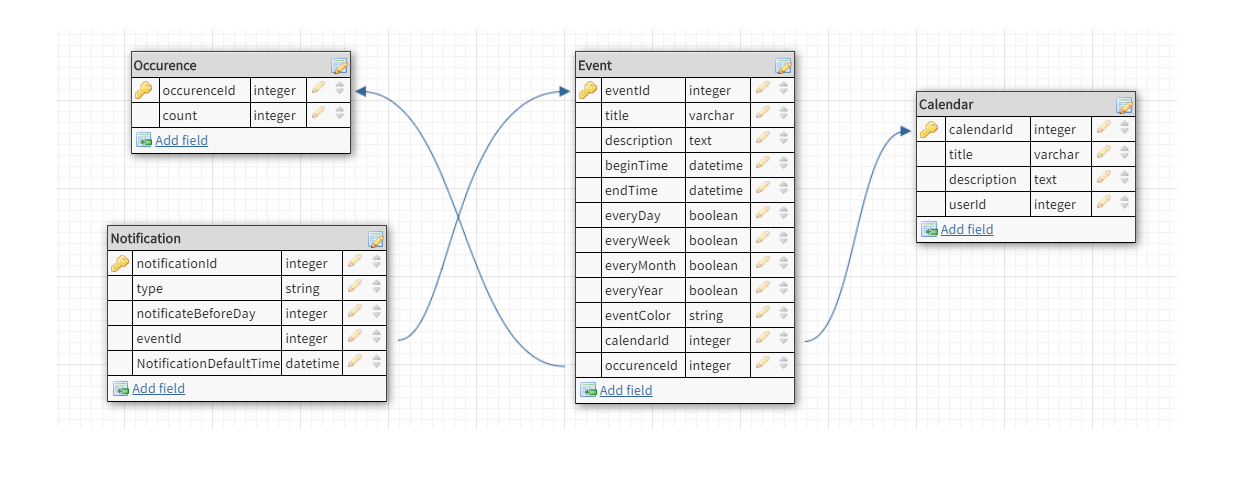 Occurence
occurenceId integer
count integer
Add field
Notification
notificationId integer
type string
notificateBeforeDay integer
eventId integer
NotificationDefaultTime datetime
Add field
Event
eventId integer
title varchar
description text
beginTime datetime
endTime datetime
everyDay boolean
everyWeek boolean
everyMonth boolean
everyYear boolean
eventColor string
calendarId integer
occurenceId integer
Add field
Calendar
calendarId integer
title varchar
description text
userId integer
Add field